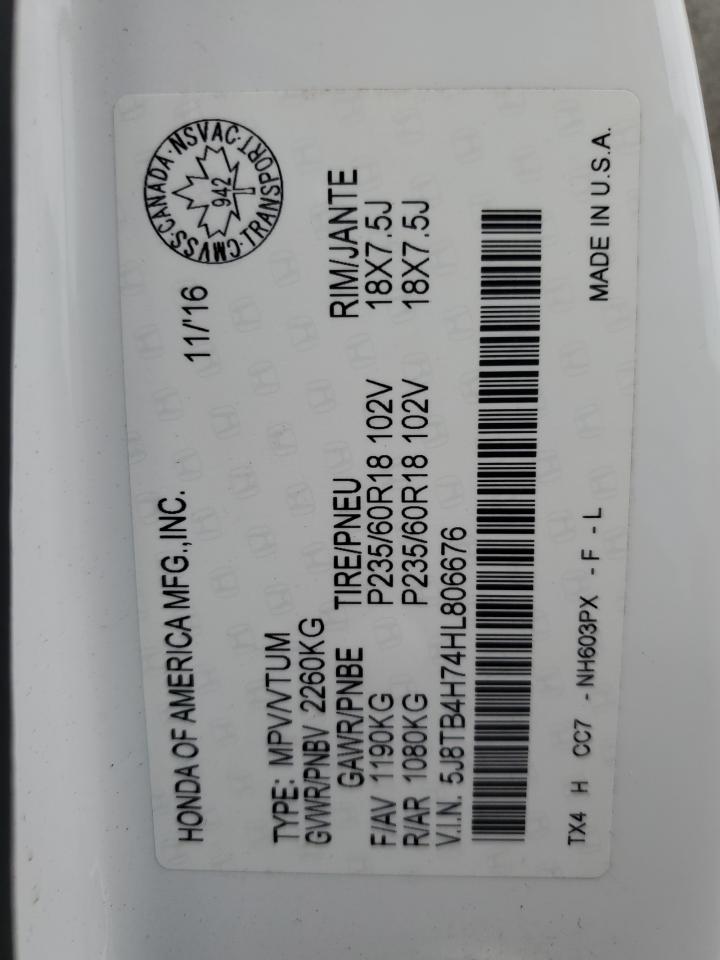 HONDA OF AMERICA MFG.,INC. 11/'16
CMVSS·CANADA·NSVAC·TRANSPORT·
942
TYPE: MPV/VTUM
GVWR/PNBV 2260KG
GAWR/PNBE TIRE/PNEU RIM/JANTE
F/AV 1190KG P235/60R18 102V 18X7.5J
R/AR 1080KG P235/60R18 102V 18X7.5J
V.I.N. 5J8TB4H74HL806676
TX4 H CC7 - NH603PX - F - L MADE IN U.S.A.